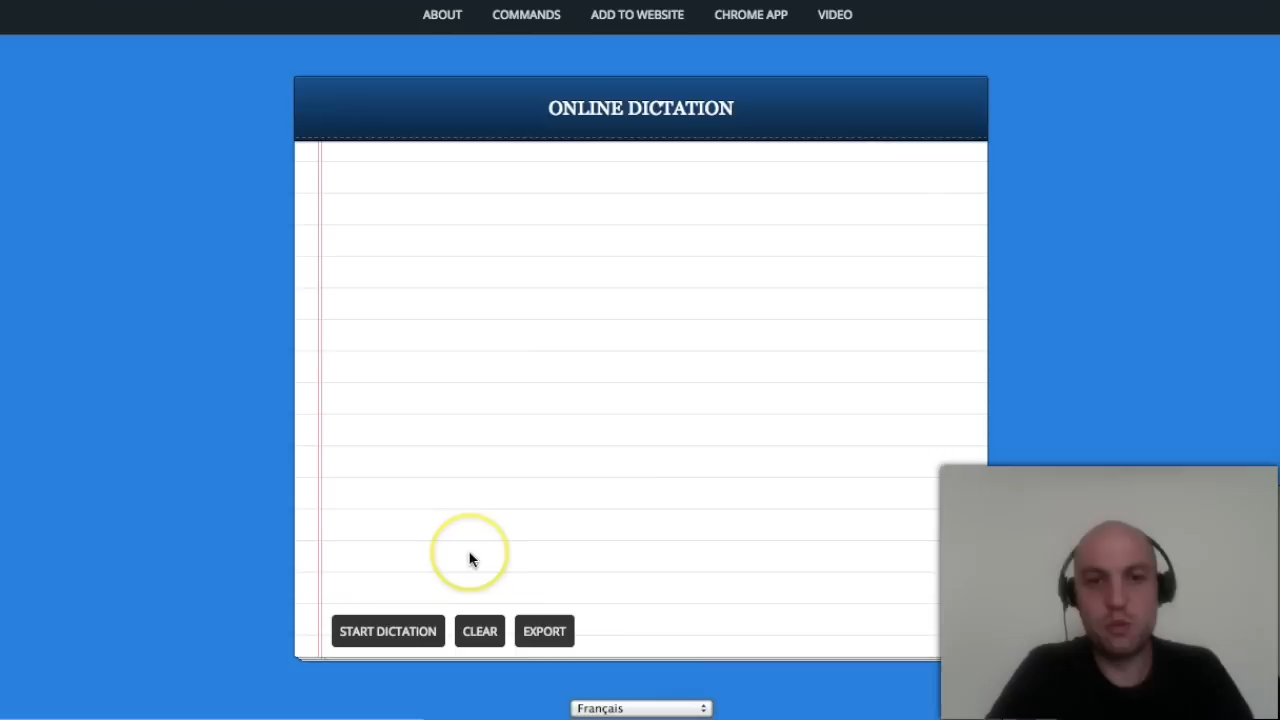 ABOUT COMMANDS ADD TO WEBSITE CHROME APP VIDEO
ONLINE DICTATION
START DICTATION CLEAR EXPORT
Français